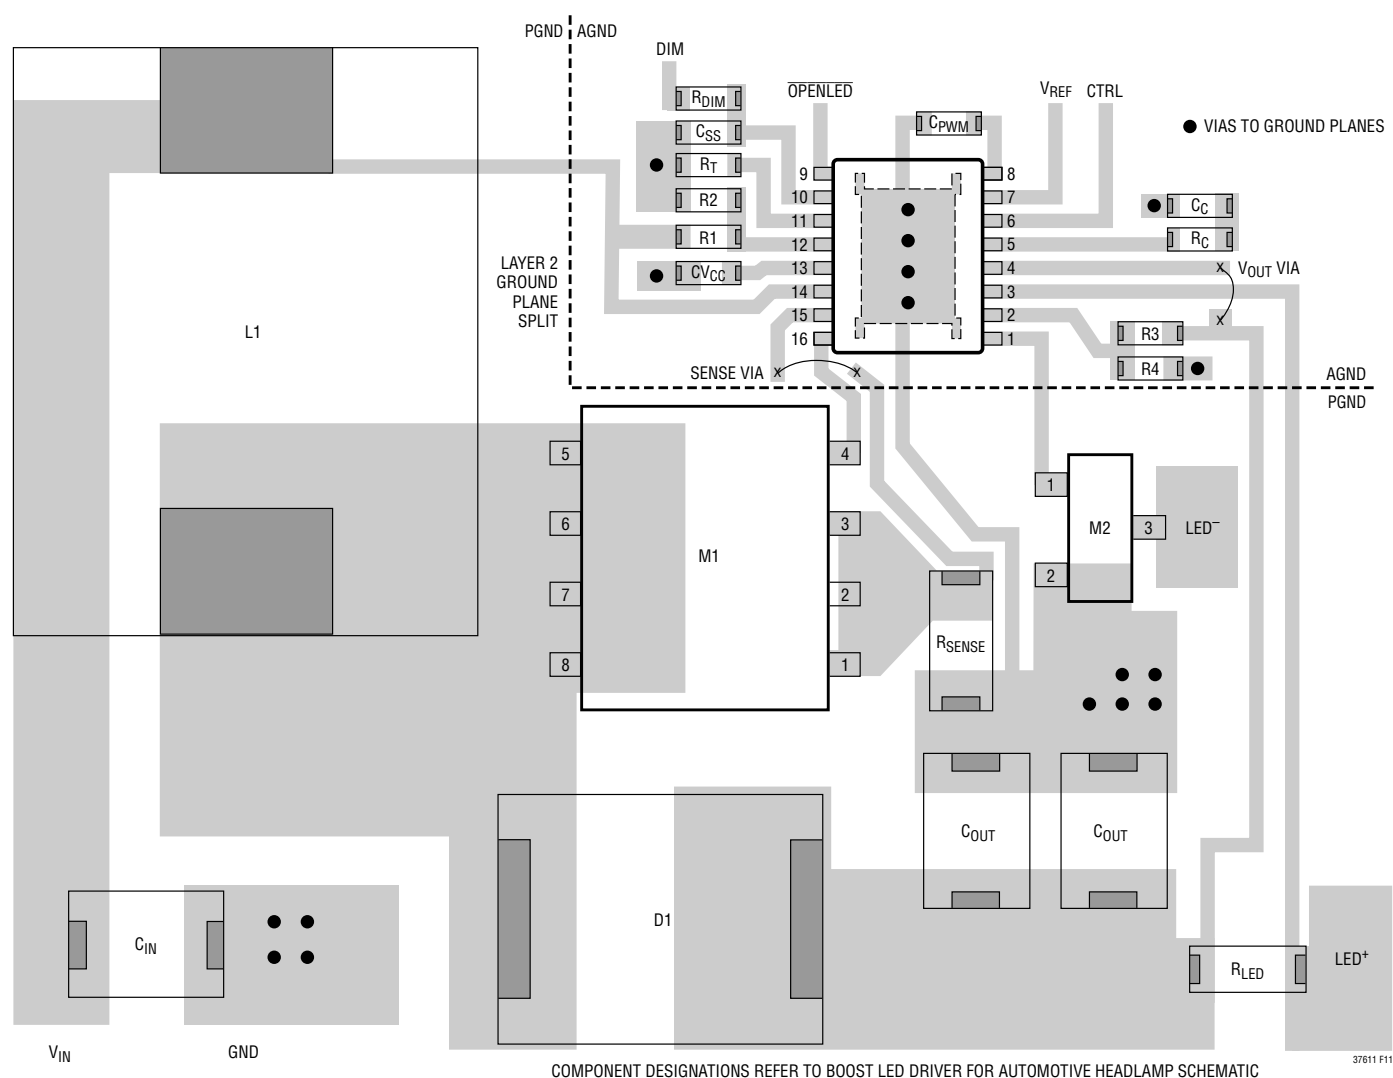 PGND AGND
DIM
OPENLED
VREF CTRL
RDIM
CPWM
CSS
VIAS TO GROUND PLANES
RT
9
8
R2
10
7
CC
11
6
R1
12
5
RC
CVCC
13
4
VOUT VIA
LAYER 2
GROUND
PLANE
SPLIT
14
3
15
2
L1
16
1
R3
R4
SENSE VIA
X X
X
X
AGND
PGND
5
4
1
6
3
M2
3
LED–
M1
2
7
2
RSENSE
8
1
COUT
COUT
CIN
D1
RLED
LED+
VIN
GND
37611 F11
COMPONENT DESIGNATIONS REFER TO BOOST LED DRIVER FOR AUTOMOTIVE HEADLAMP SCHEMATIC